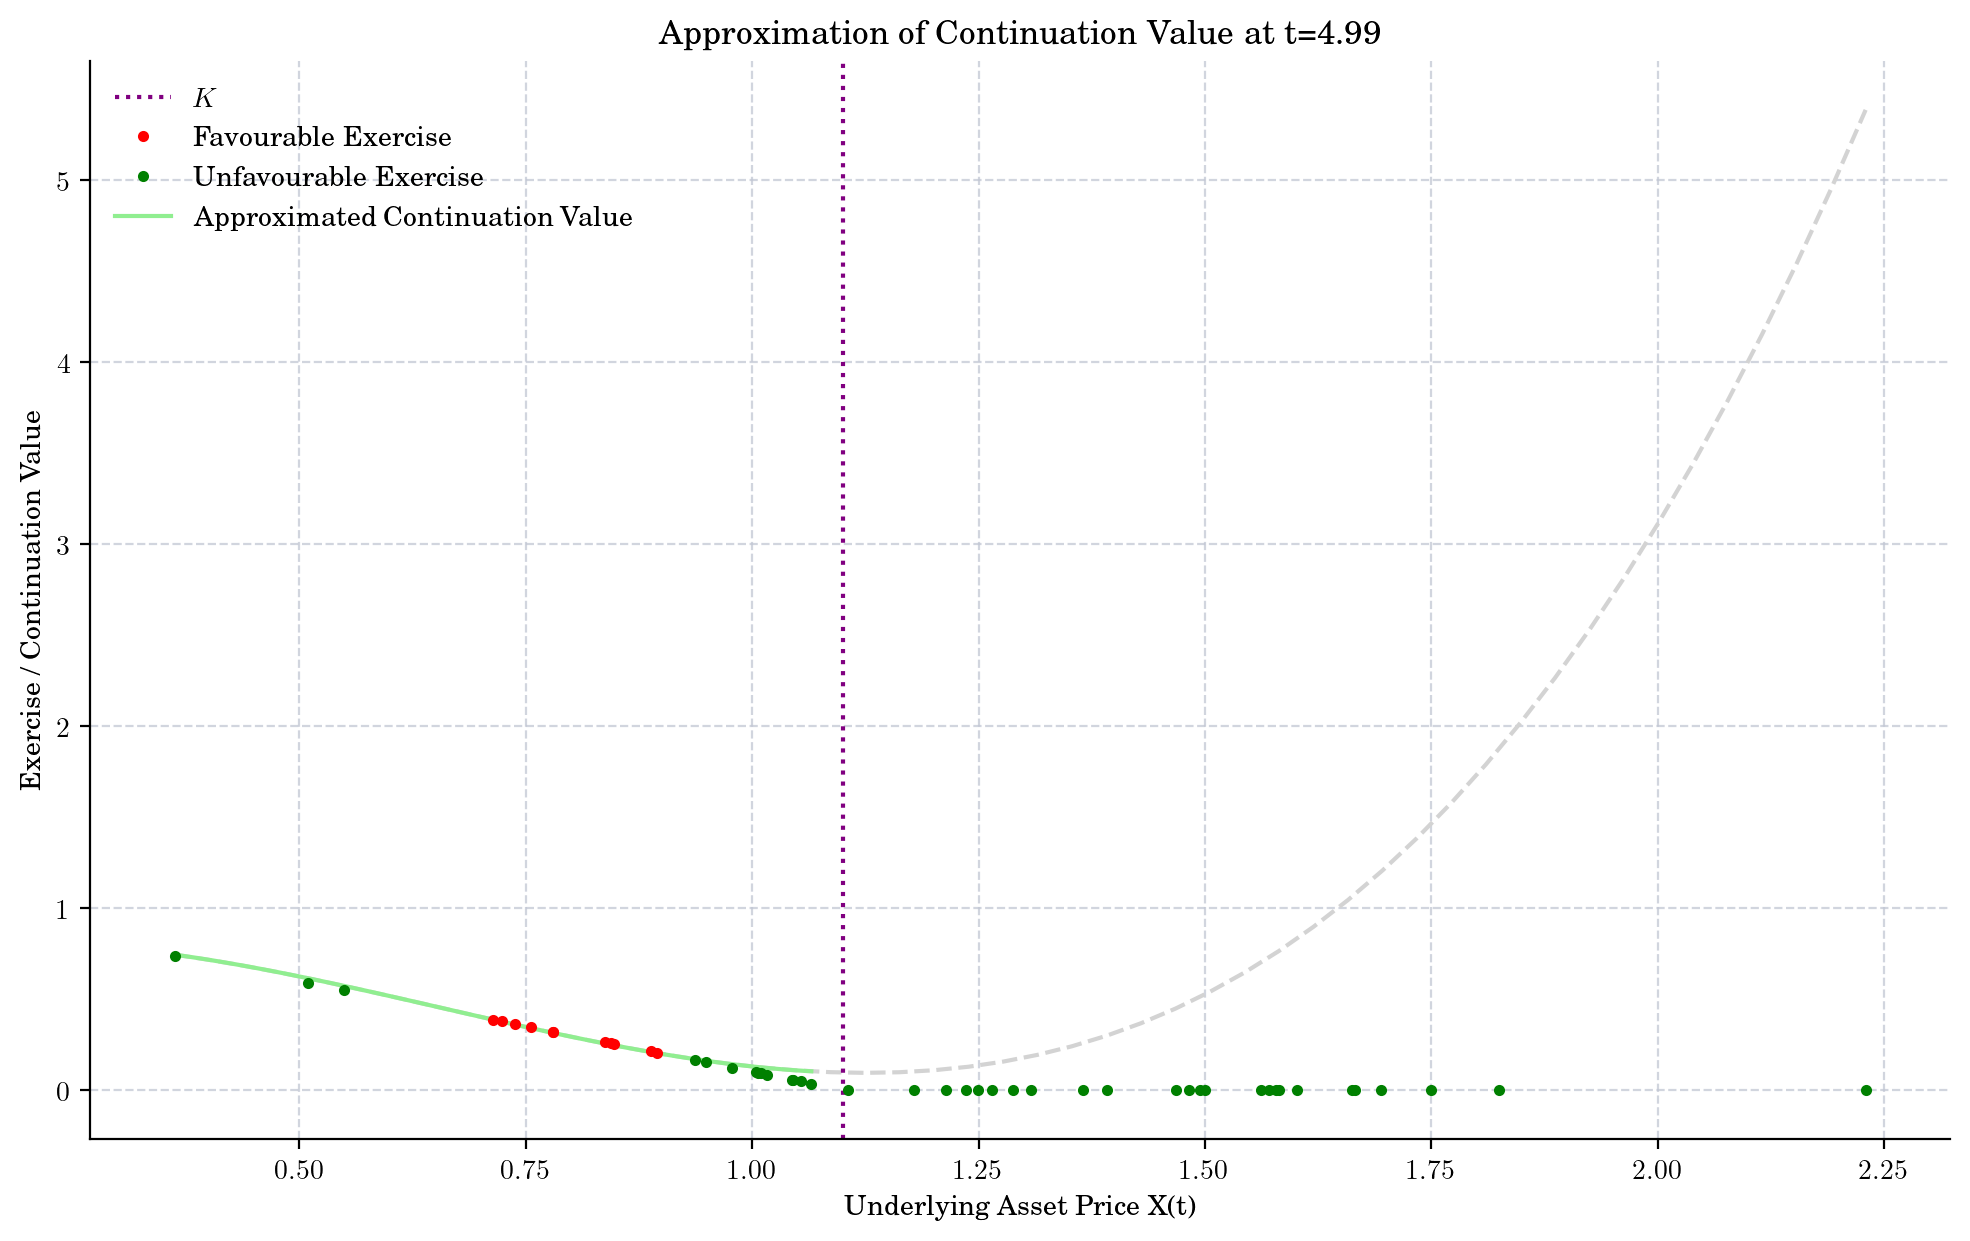 Approximation of Continuation Value at t=4.99
K
Favourable Exercise
Unfavourable Exercise
Approximated Continuation Value
Exercise / Continuation Value
5
4
3
2
1
0
0.50 0.75 1.00 1.25 1.50 1.75 2.00 2.25
Underlying Asset Price X(t)